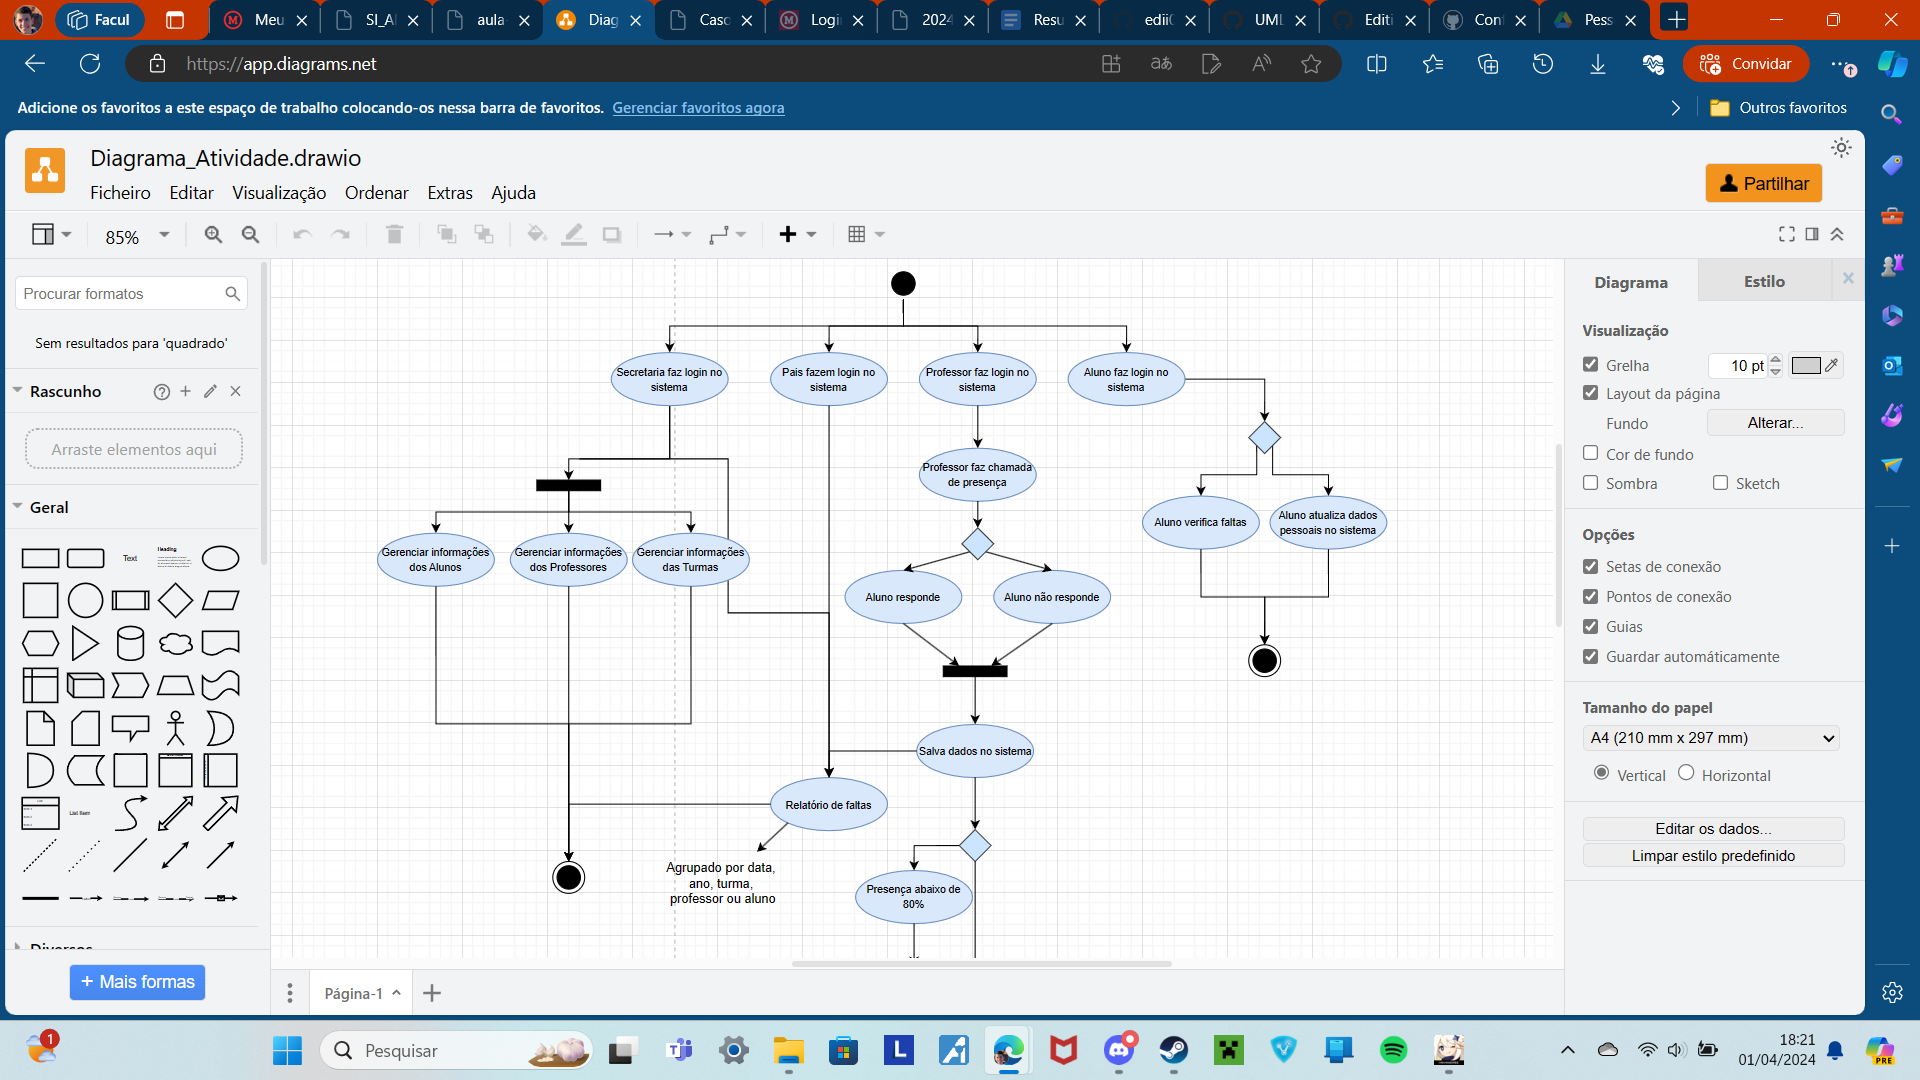 Facul
Meu
SI_A
aula-
Diag
Caso
Logi
2024
Resu
edii
UML
Editi
Con
Pess
https://app.diagrams.net
Convidar
Adicione os favoritos a este espaço de trabalho colocando-os nessa barra de favoritos. Gerenciar favoritos agora
Outros favoritos
Diagrama_Atividade.drawio
Ficheiro Editar Visualização Ordenar Extras Ajuda
Partilhar
85%
Procurar formatos
Sem resultados para 'quadrado'
Rascunho
Arraste elementos aqui
Geral
Text
Heading
List Item
Diversos
+ Mais formas
Secretaria faz login no
sistema
Pais fazem login no
sistema
Professor faz login no
sistema
Aluno faz login no
sistema
Professor faz chamada
de presença
Aluno verifica faltas
Aluno atualiza dados
pessoais no sistema
Gerenciar informações
dos Alunos
Gerenciar informações
dos Professores
Gerenciar informações
das Turmas
Aluno responde
Aluno não responde
Salva dados no sistema
Relatório de faltas
Agrupado por data,
ano, turma,
professor ou aluno
Presença abaixo de
80%
Página-1
Diagrama
Estilo
Visualização
Grelha
10 pt
Layout da página
Fundo
Alterar...
Cor de fundo
Sombra
Sketch
Opções
Setas de conexão
Pontos de conexão
Guias
Guardar automáticamente
Tamanho do papel
A4 (210 mm x 297 mm)
Vertical
Horizontal
Editar os dados...
Limpar estilo predefinido
1
Pesquisar
18:21
01/04/2024
PRE